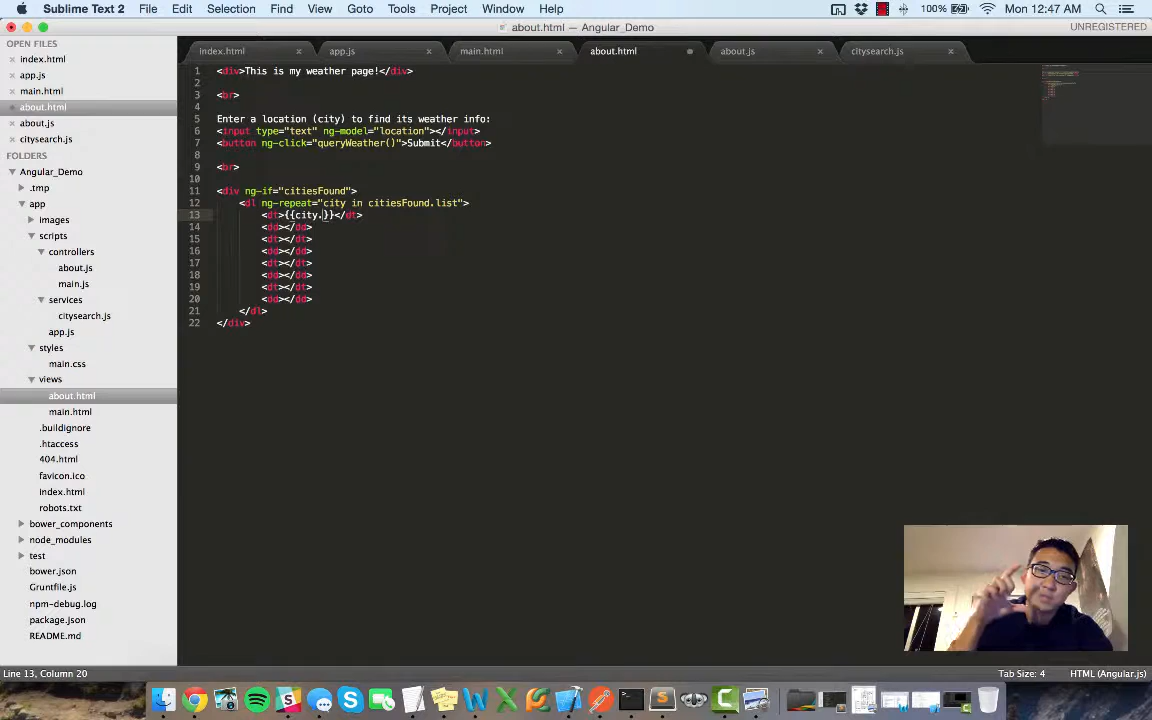 Sublime Text 2 File Edit Selection Find View Goto Tools Project Window Help 100% Mon 12:47 AM
about.html — Angular_Demo UNREGISTERED
OPEN FILES
index.html
app.js
main.html
about.html
about.js
citysearch.js
FOLDERS
Angular_Demo
.tmp
app
images
scripts
controllers
about.js
main.js
services
citysearch.js
app.js
styles
main.css
views
about.html
main.html
.buildignore
.htaccess
404.html
favicon.ico
index.html
robots.txt
bower_components
node_modules
test
bower.json
Gruntfile.js
npm-debug.log
package.json
README.md
index.html app.js main.html about.html about.js citysearch.js
1 <div>This is my weather page!</div>
2
3 <br>
4
5 Enter a location (city) to find its weather info:
6 <input type="text" ng-model="location"></input>
7 <button ng-click="queryWeather()">Submit</button>
8
9 <br>
10
11 <div ng-if="citiesFound">
12 <dl ng-repeat="city in citiesFound.list">
13 <dt>{{city.}}</dt>
14 <dd></dd>
15 <dt></dt>
16 <dd></dd>
17 <dt></dt>
18 <dd></dd>
19 <dt></dt>
20 <dd></dd>
21 </dl>
22 </div>
Line 13, Column 20 Tab Size: 4 HTML (Angular.js)